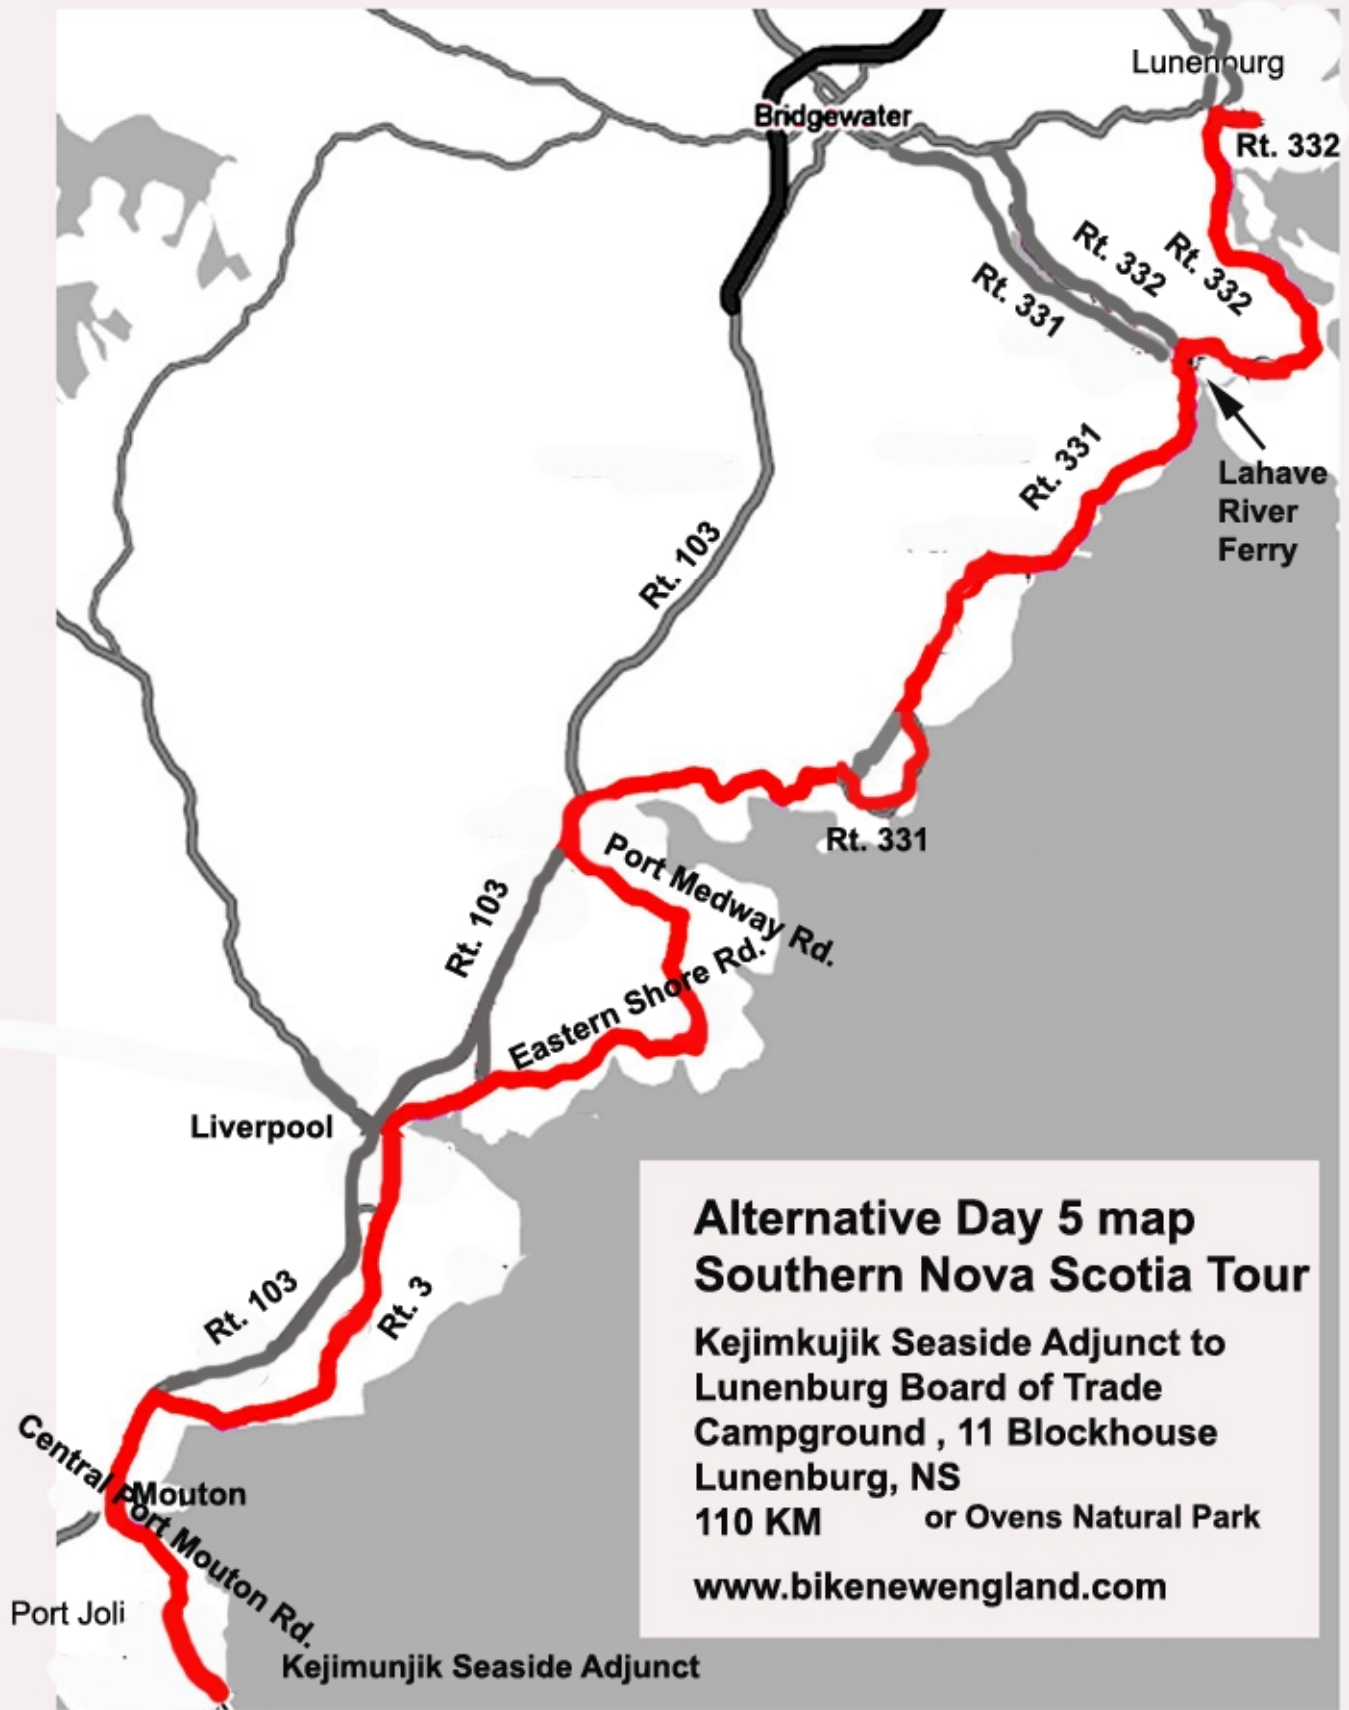 Lunenburg
Bridgewater
Rt. 332
Rt. 332
Rt. 332
Rt. 331
Rt. 331
Lahave
River
Ferry
Rt. 103
Rt. 331
Port Medway Rd.
Rt. 103
Eastern Shore Rd.
Liverpool
Rt. 103
Rt. 3
Central Port Mouton Rd.
Mouton
Port Joli
Kejimunjik Seaside Adjunct
Alternative Day 5 map
Southern Nova Scotia Tour
Kejimkujik Seaside Adjunct to
Lunenburg Board of Trade
Campground , 11 Blockhouse
Lunenburg, NS
110 KM or Ovens Natural Park
www.bikenewengland.com